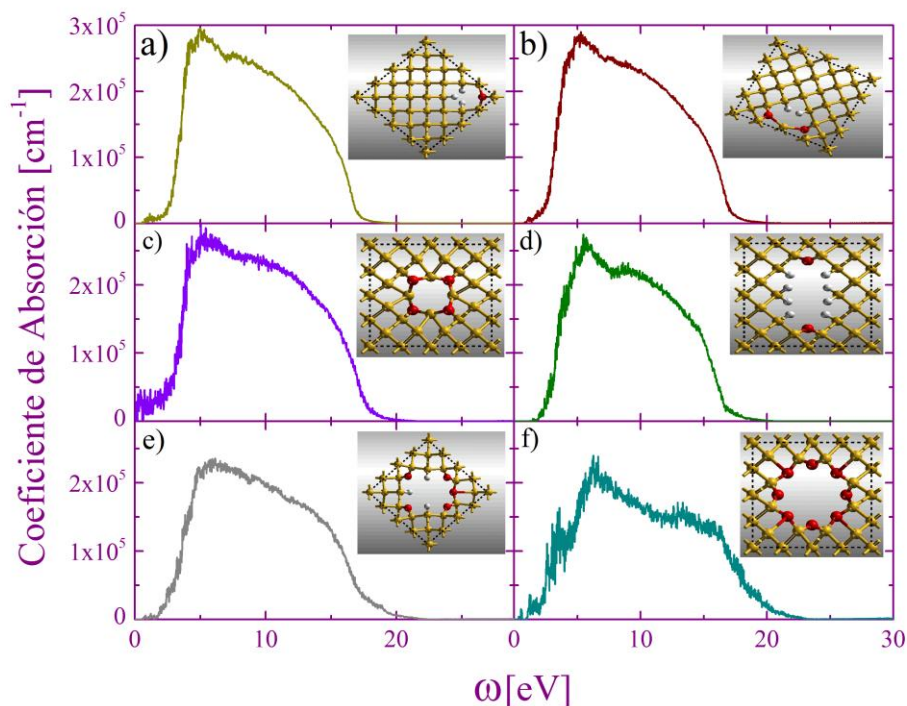 Coeficiente de Absorción [cm⁻¹]
3x10⁵
2x10⁵
1x10⁵
0
a)
b)
2x10⁵
1x10⁵
0
c)
d)
2x10⁵
1x10⁵
0
e)
f)
0 10 20 0 10 20 30
ω[eV]